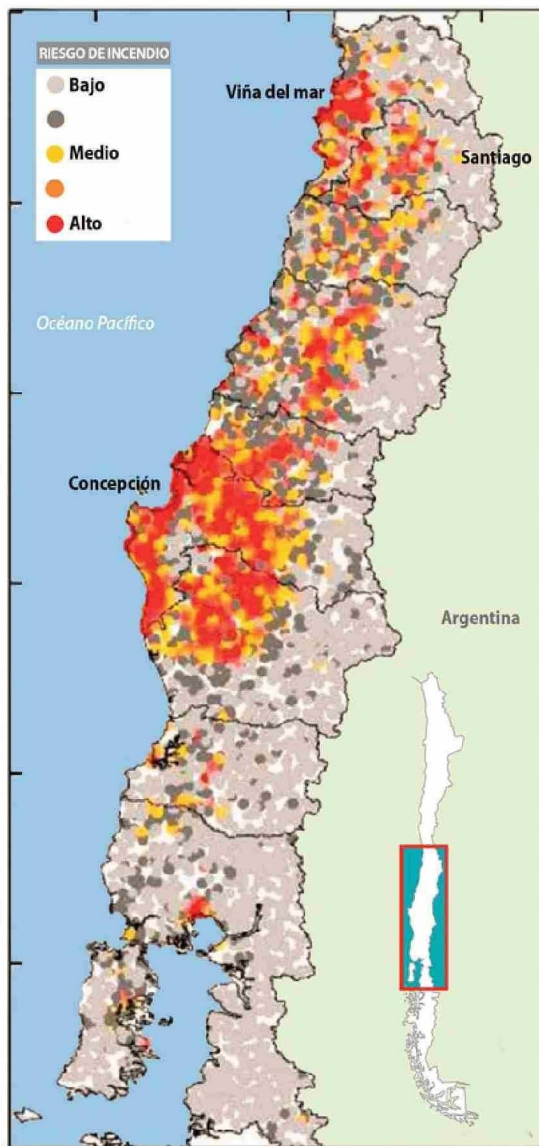 RIESGO DE INCENDIO
Bajo
Medio
Alto
Viña del mar
Santiago
Océano Pacífico
Concepción
Argentina